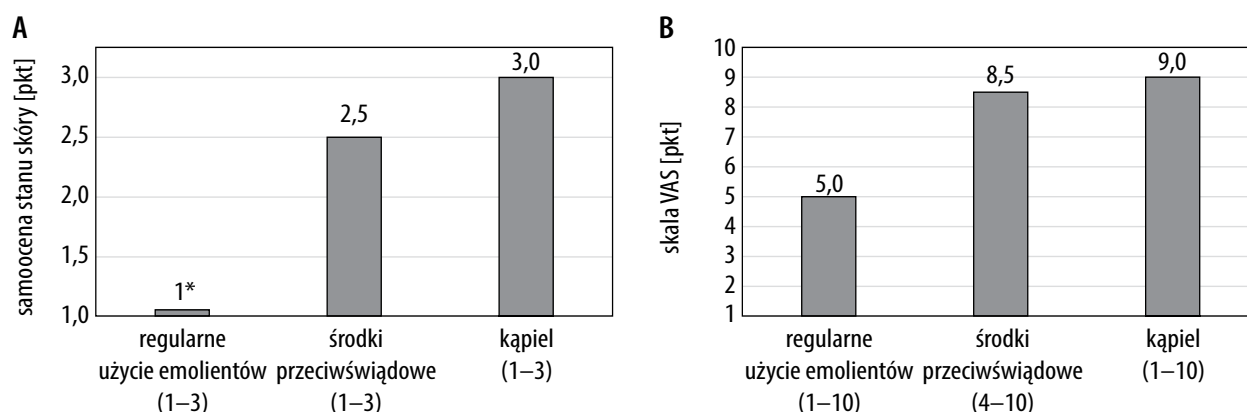 A
samoocena stanu skóry [pkt]
3,0
2,5
2,0
1,5
1,0
1*
2,5
3,0
regularne
użycie emolientów
(1–3)
środki
przeciwświądowe
(1–3)
kąpiel
(1–3)
B
skala VAS [pkt]
10
9
8
7
6
5
4
3
2
1
5,0
8,5
9,0
regularne
użycie emolientów
(1–10)
środki
przeciwświądowe
(4–10)
kąpiel
(1–10)